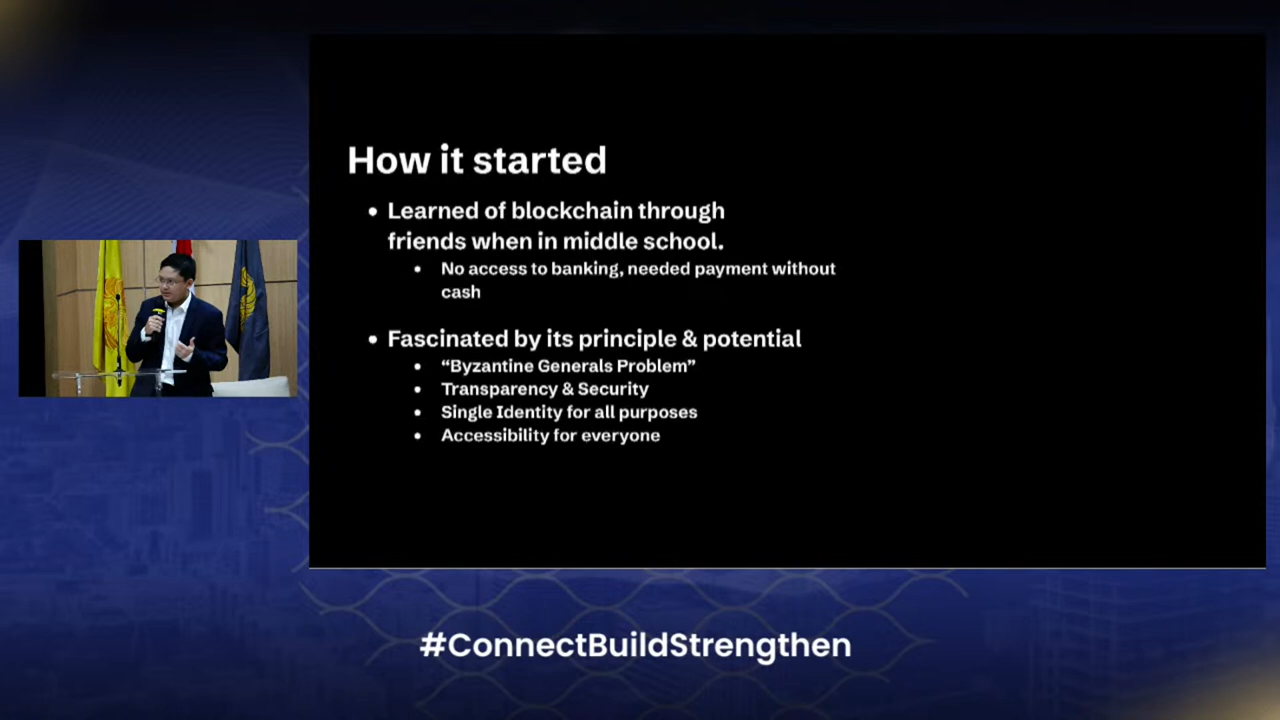 How it started
• Learned of blockchain through
friends when in middle school.
• No access to banking, needed payment without
cash
• Fascinated by its principle & potential
• “Byzantine Generals Problem”
• Transparency & Security
• Single Identity for all purposes
• Accessibility for everyone
#ConnectBuildStrengthen